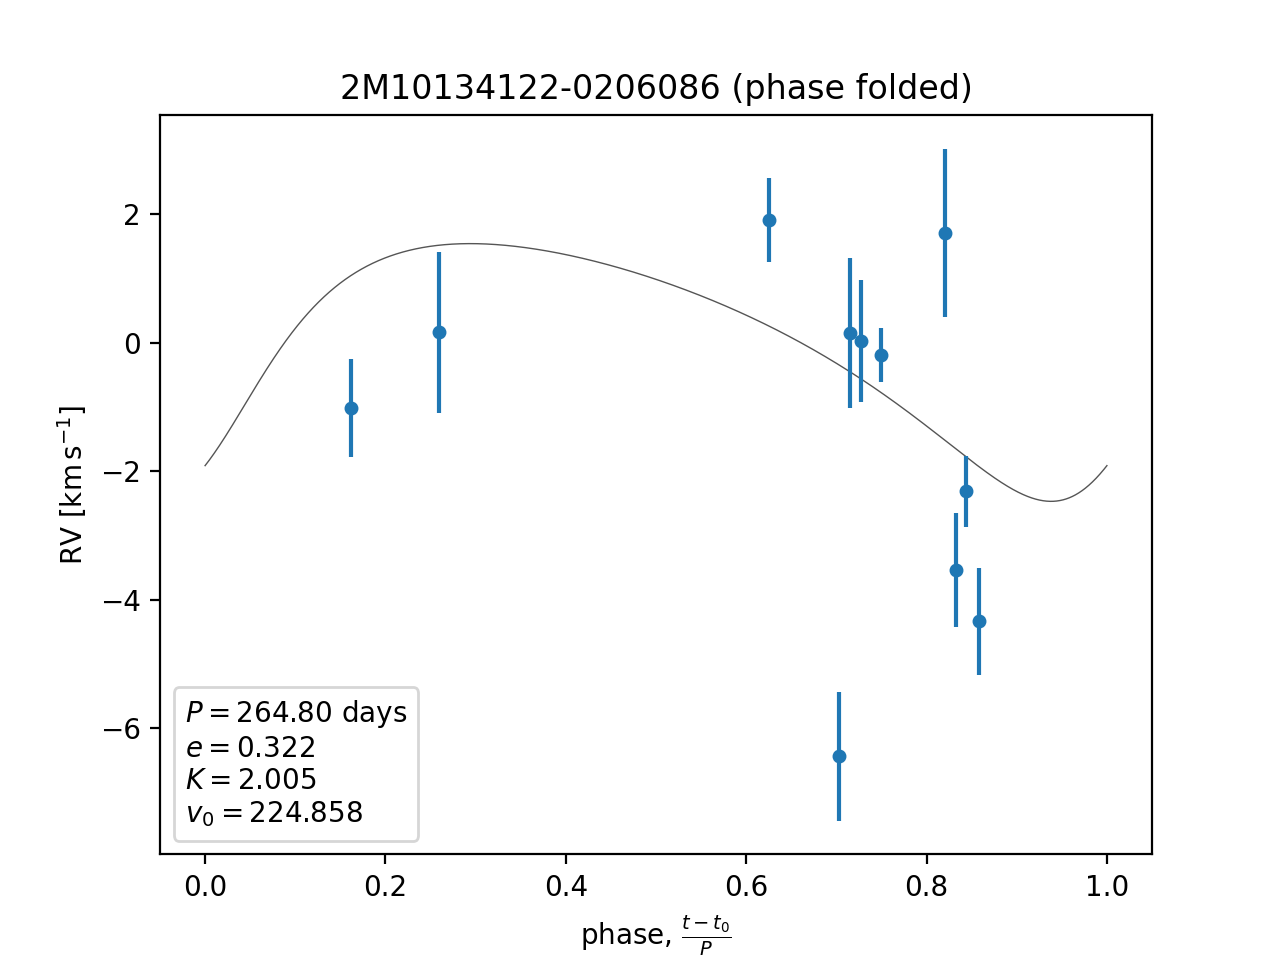 2M10134122-0206086 (phase folded)
2
0
−2
−4
−6
RV [km s⁻¹]
P = 264.80 days
e = 0.322
K = 2.005
v₀ = 224.858
0.0 0.2 0.4 0.6 0.8 1.0
phase, (t − t₀)/P